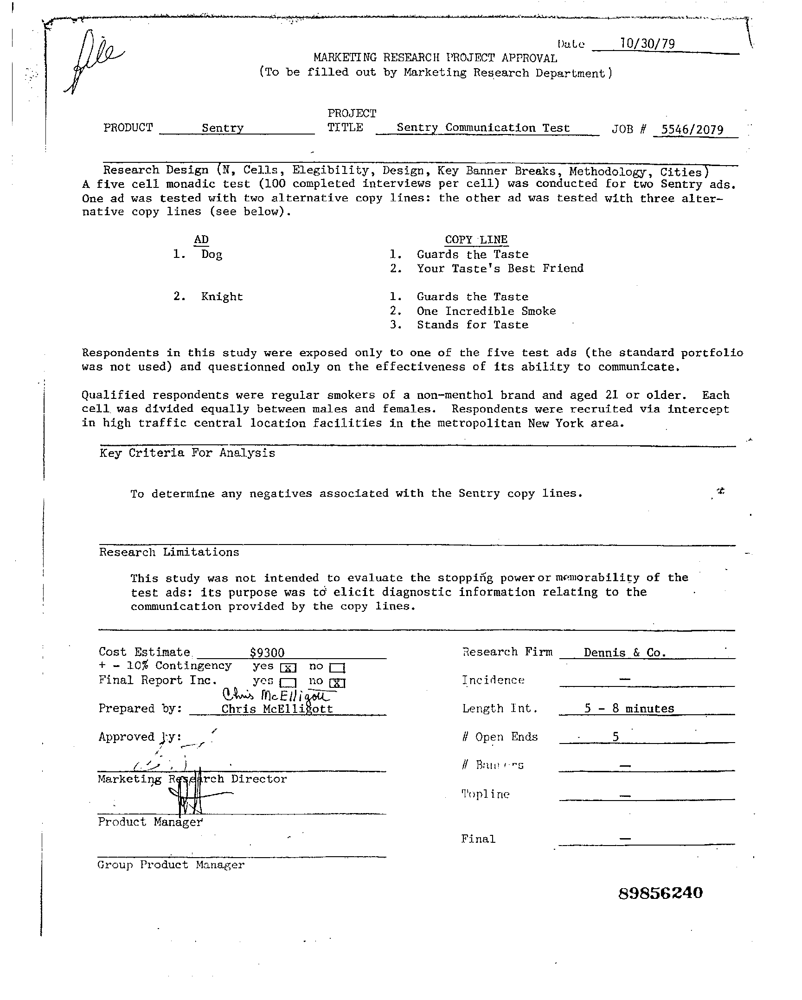 file
Date 10/30/79
MARKETING RESEARCH PROJECT APPROVAL
(To be filled out by Marketing Research Department)
PROJECT
PRODUCT Sentry TITLE Sentry Communication Test JOB # 5546/2079
Research Design (N, Cells, Elegibility, Design, Key Banner Breaks, Methodology, Cities)
A five cell monadic test (100 completed interviews per cell) was conducted for two Sentry ads.
One ad was tested with two alternative copy lines: the other ad was tested with three alter-
native copy lines (see below).
AD COPY LINE
1. Dog 1. Guards the Taste
2. Your Taste's Best Friend
2. Knight 1. Guards the Taste
2. One Incredible Smoke
3. Stands for Taste
Respondents in this study were exposed only to one of the five test ads (the standard portfolio
was not used) and questionned only on the effectiveness of its ability to communicate.
Qualified respondents were regular smokers of a non-menthol brand and aged 21 or older. Each
cell was divided equally between males and females. Respondents were recruited via intercept
in high traffic central location facilities in the metropolitan New York area.
Key Criteria For Analysis
To determine any negatives associated with the Sentry copy lines.
Research Limitations
This study was not intended to evaluate the stopping power or memorability of the
test ads: its purpose was to elicit diagnostic information relating to the
communication provided by the copy lines.
Cost Estimate $9300 Research Firm Dennis & Co.
+ - 10% Contingency yes x no
Final Report Inc. yes no x Incidence —
Chris McElligott
Prepared by: Chris McElligott Length Int. 5 - 8 minutes
Approved by: # Open Ends 5
# Banners —
Marketing Research Director
Topline —
Product Manager
Final —
Group Product Manager
89856240